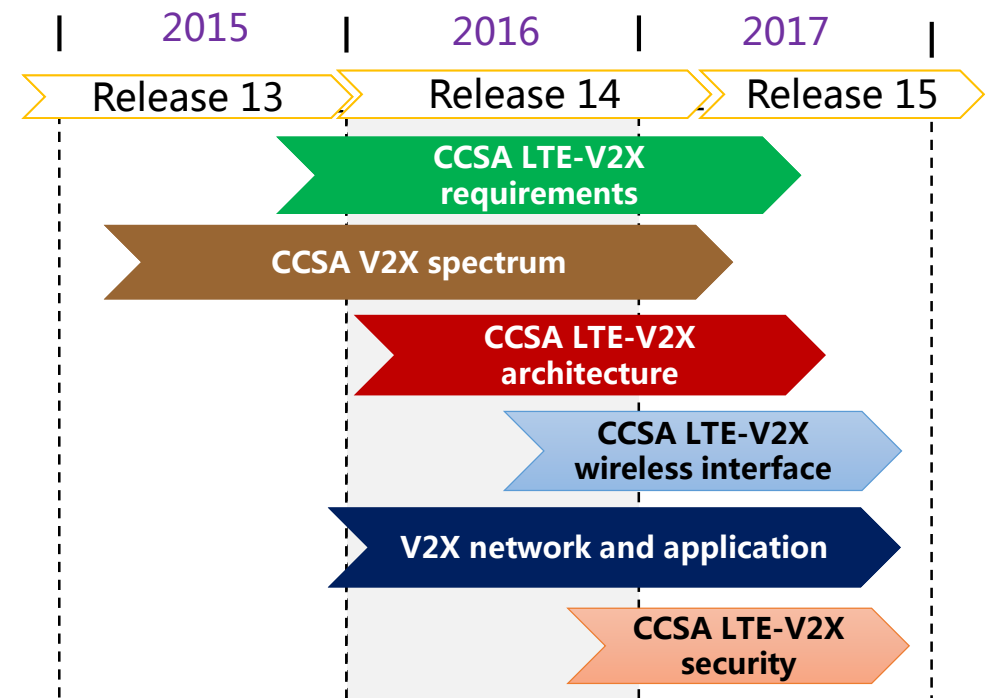 2015
2016
2017
Release 13
Release 14
Release 15
CCSA LTE-V2X
requirements
CCSA V2X spectrum
CCSA LTE-V2X
architecture
CCSA LTE-V2X
wireless interface
V2X network and application
CCSA LTE-V2X
security